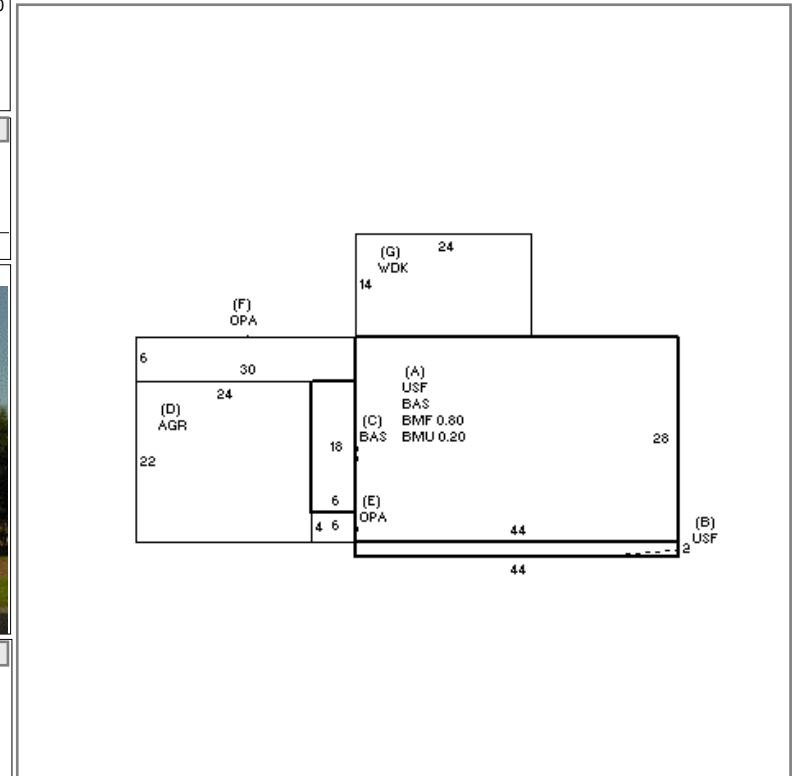 (G)
WDK
24
14
(F)
OPA
6
30
24
(D)
AGR
22
(A)
USF
BAS
BMF 0.80
BMU 0.20
(C)
BAS
18
28
6
(E)
OPA
4 6
44
(B)
USF
2
44